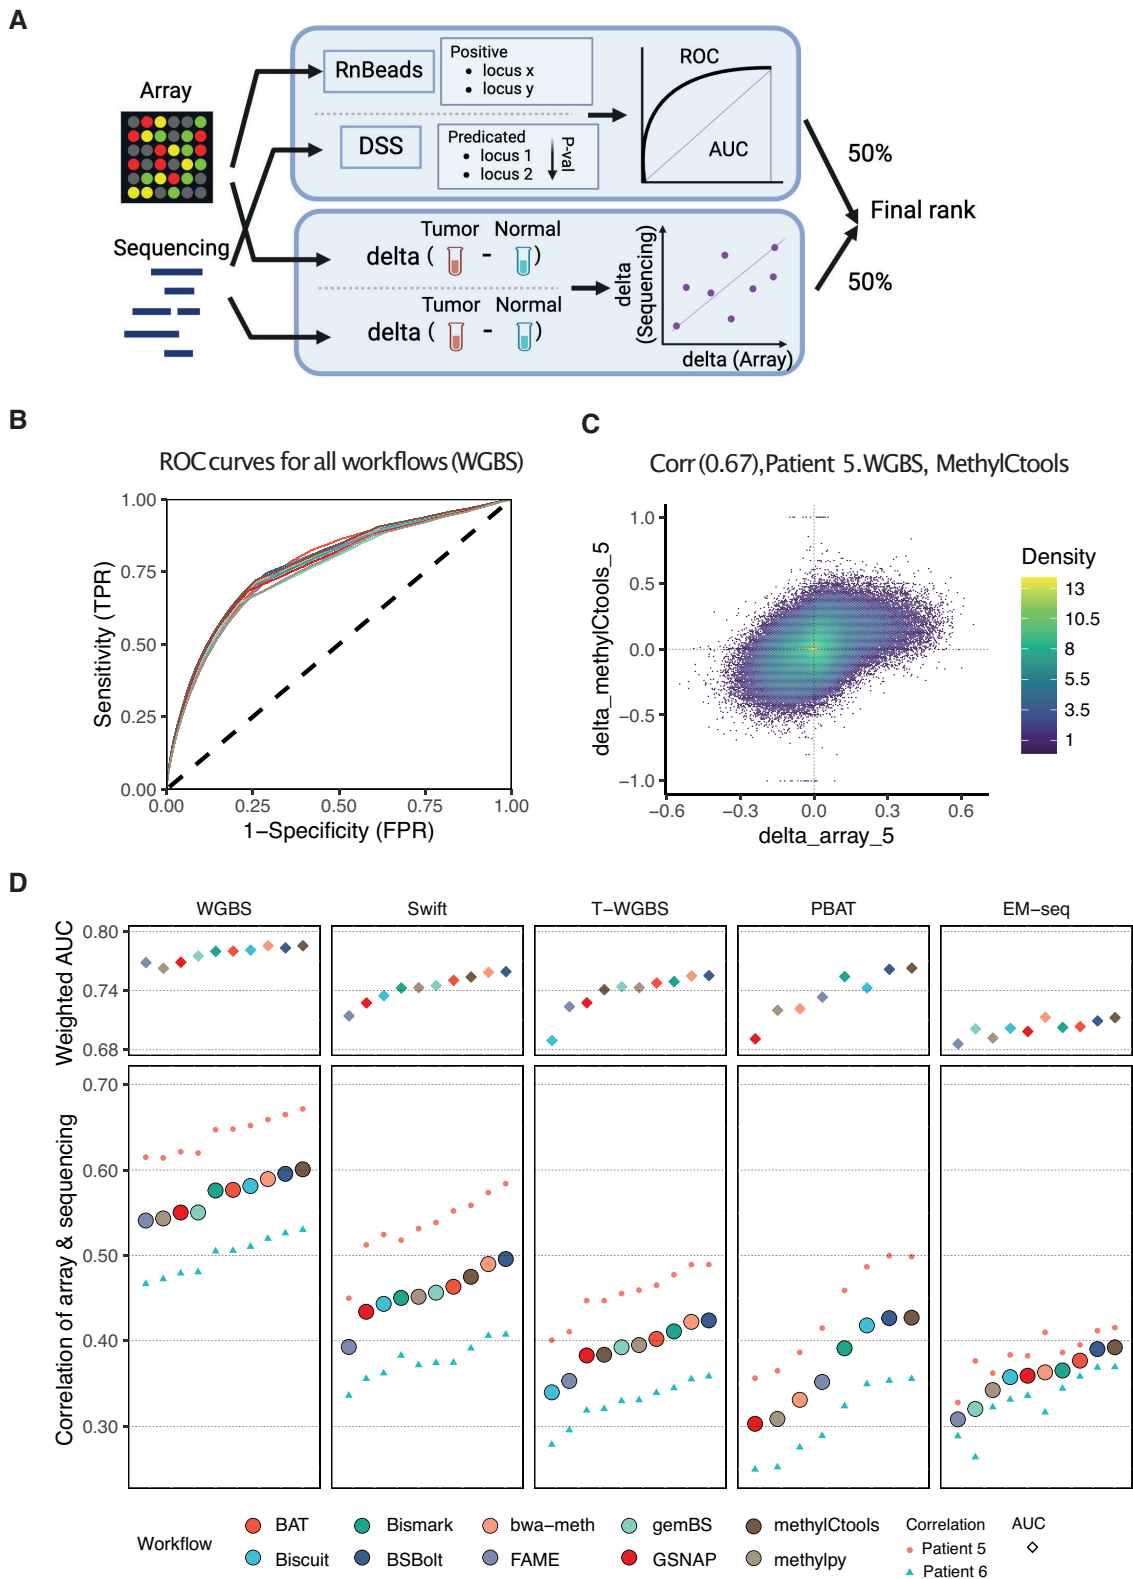 A
Array
Sequencing
RnBeads
Positive
• locus x
• locus y
DSS
Predicated
• locus 1
• locus 2
P-val
ROC
AUC
Tumor Normal
delta ( - )
Tumor Normal
delta ( - )
delta
(Sequencing)
delta (Array)
50%
Final rank
50%
B
ROC curves for all workflows (WGBS)
Sensitivity (TPR)
1.00
0.75
0.50
0.25
0.00
0.00 0.25 0.50 0.75 1.00
1−Specificity (FPR)
C
Corr (0.67), Patient 5. WGBS, MethylCtools
delta_methylCtools_5
1.0
0.5
0.0
−0.5
−1.0
−0.6 −0.3 0.0 0.3 0.6
delta_array_5
Density
13
10.5
8
5.5
3.5
1
D
WGBS Swift T−WGBS PBAT EM−seq
Weighted AUC
0.80
0.74
0.68
Correlation of array & sequencing
0.70
0.60
0.50
0.40
0.30
Workflow
BAT Bismark bwa−meth gemBS methylCtools
Biscuit BSBolt FAME GSNAP methylpy
Correlation
Patient 5
Patient 6
AUC